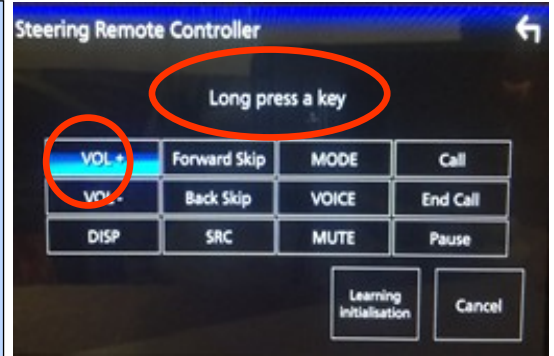 Steering Remote Controller
Long press a key
VOL + Forward Skip MODE Call
VOL - Back Skip VOICE End Call
DISP SRC MUTE Pause
Learning
initialisation
Cancel